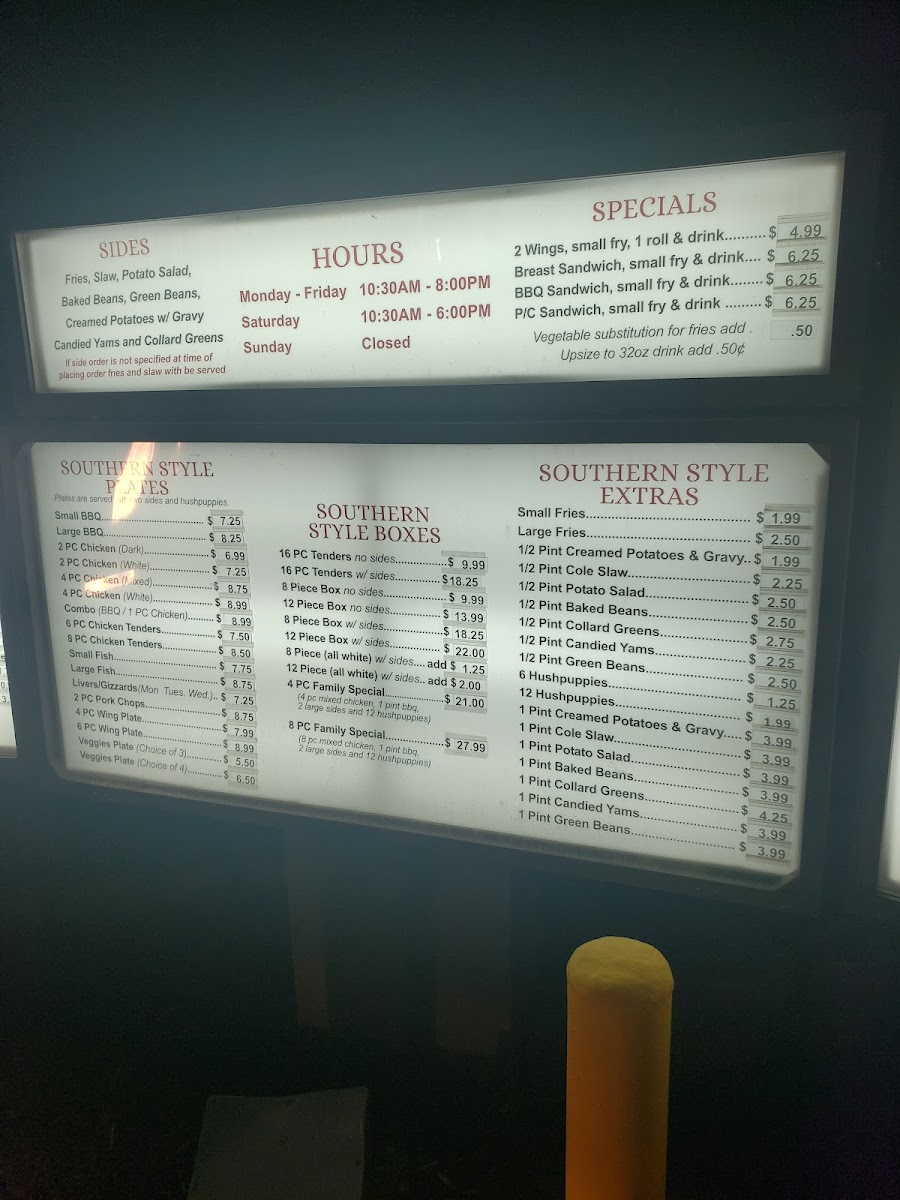 SIDES
Fries, Slaw, Potato Salad,
Baked Beans, Green Beans,
Creamed Potatoes w/ Gravy
Candied Yams and Collard Greens
If side order is not specified at time of
placing order fries and slaw with be served
HOURS
Monday - Friday 10:30AM - 8:00PM
Saturday 10:30AM - 6:00PM
Sunday Closed
SPECIALS
2 Wings, small fry, 1 roll & drink..........$ 4.99
Breast Sandwich, small fry & drink.... $ 6.25
BBQ Sandwich, small fry & drink........$ 6.25
P/C Sandwich, small fry & drink .........$ 6.25
Vegetable substitution for fries add . .50
Upsize to 32oz drink add .50¢
SOUTHERN STYLE
PLATES
Plates are served two sides and hushpuppies.
Small BBQ.................................. $ 7.25
Large BBQ.................................. $ 8.25
2 PC Chicken (Dark)...................... $ 6.99
2 PC Chicken (White)..................... $ 7.25
4 PC Chicken (Mixed)..................... $ 8.75
4 PC Chicken (White)..................... $ 8.99
Combo (BBQ / 1 PC Chicken)....... $ 8.99
6 PC Chicken Tenders.................. $ 7.50
8 PC Chicken Tenders.................. $ 8.50
Small Fish.................................. $ 7.75
Large Fish.................................. $ 8.75
Livers/Gizzards(Mon Tues. Wed.).. $ 7.25
2 PC Pork Chops......................... $ 8.75
4 PC Wing Plate.......................... $ 7.99
6 PC Wing Plate.......................... $ 8.99
Veggies Plate (Choice of 3)........... $ 5.50
Veggies Plate (Choice of 4)........... $ 6.50
SOUTHERN
STYLE BOXES
16 PC Tenders no sides...............$ 9.99
16 PC Tenders w/ sides..............$18.25
8 Piece Box no sides..................$ 9.99
12 Piece Box no sides................$ 13.99
8 Piece Box w/ sides..................$ 18.25
12 Piece Box w/ sides................$ 22.00
8 Piece (all white) w/ sides.... add $ 1.25
12 Piece (all white) w/ sides.. add $ 2.00
4 PC Family Special...................$ 21.00
(4 pc mixed chicken, 1 pint bbq,
2 large sides and 12 hushpuppies)
8 PC Family Special...................$ 27.99
(8 pc mixed chicken, 1 pint bbq,
2 large sides and 12 hushpuppies)
SOUTHERN STYLE
EXTRAS
Small Fries........................................... $ 1.99
Large Fries........................................... $ 2.50
1/2 Pint Creamed Potatoes & Gravy.. $ 1.99
1/2 Pint Cole Slaw................................ $ 2.25
1/2 Pint Potato Salad........................... $ 2.50
1/2 Pint Baked Beans.......................... $ 2.50
1/2 Pint Collard Greens....................... $ 2.75
1/2 Pint Candied Yams........................ $ 2.25
1/2 Pint Green Beans.......................... $ 2.50
6 Hushpuppies.................................... $ 1.25
12 Hushpuppies.................................. $ 1.99
1 Pint Creamed Potatoes & Gravy.... $ 3.99
1 Pint Cole Slaw.................................. $ 3.99
1 Pint Potato Salad............................. $ 3.99
1 Pint Baked Beans............................ $ 3.99
1 Pint Collard Greens......................... $ 4.25
1 Pint Candied Yams.......................... $ 3.99
1 Pint Green Beans............................ $ 3.99